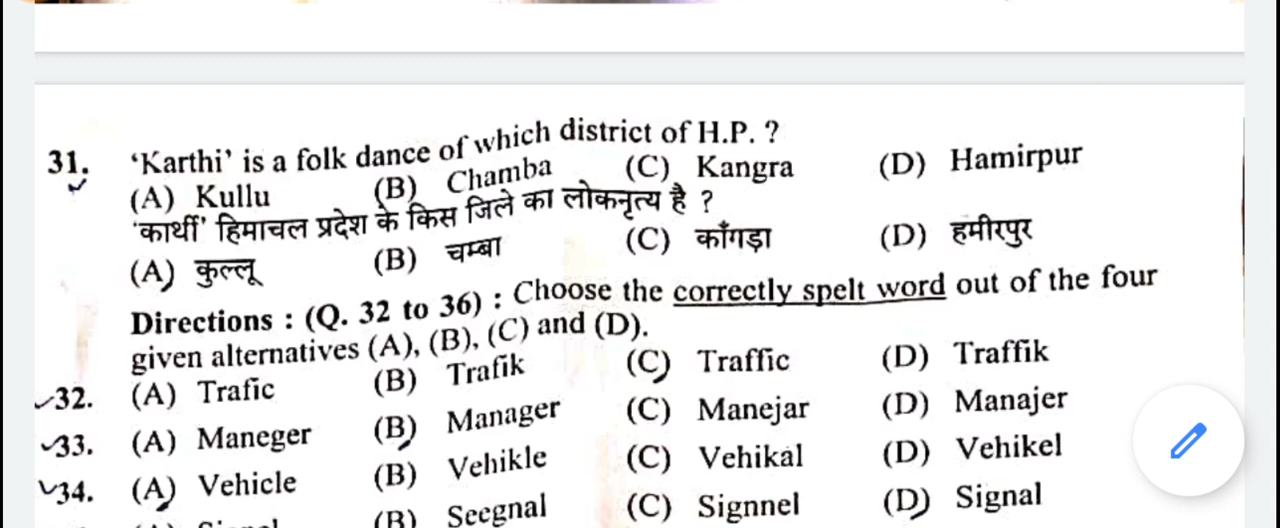 31. 'Karthi' is a folk dance of which district of H.P. ?
(A) Kullu (B) Chamba (C) Kangra (D) Hamirpur
'कार्थी' हिमाचल प्रदेश के किस जिले का लोकनृत्य है ?
(A) कुल्लू (B) चम्बा (C) काँगड़ा (D) हमीरपुर
Directions : (Q. 32 to 36) : Choose the correctly spelt word out of the four
given alternatives (A), (B), (C) and (D).
32. (A) Trafic (B) Trafik (C) Traffic (D) Traffik
33. (A) Maneger (B) Manager (C) Manejar (D) Manajer
34. (A) Vehicle (B) Vehikle (C) Vehikal (D) Vehikel
(B) Seegnal (C) Signnel (D) Signal